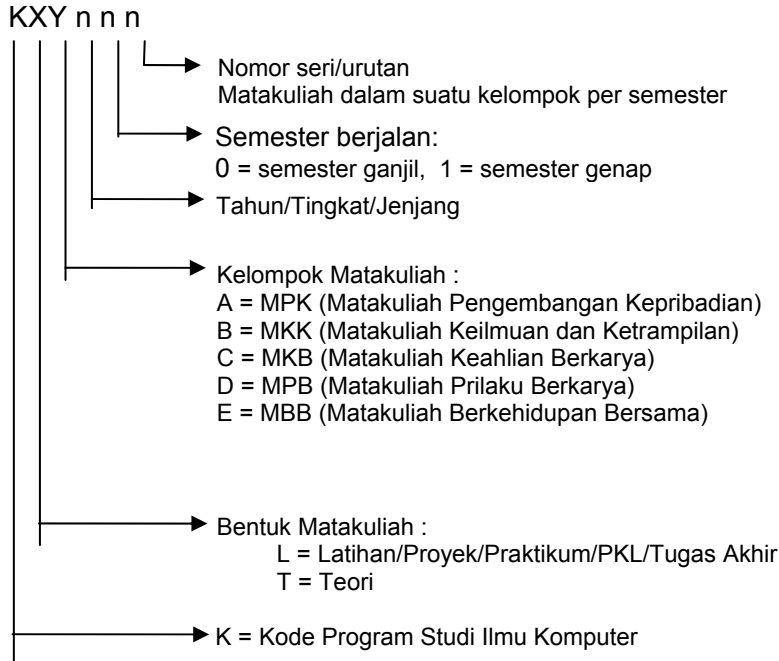 KXY n n n
Nomor seri/urutan
Matakuliah dalam suatu kelompok per semester
Semester berjalan:
0 = semester ganjil, 1 = semester genap
Tahun/Tingkat/Jenjang
Kelompok Matakuliah :
A = MPK (Matakuliah Pengembangan Kepribadian)
B = MKK (Matakuliah Keilmuan dan Ketrampilan)
C = MKB (Matakuliah Keahlian Berkarya)
D = MPB (Matakuliah Prilaku Berkarya)
E = MBB (Matakuliah Berkehidupan Bersama)
Bentuk Matakuliah :
L = Latihan/Proyek/Praktikum/PKL/Tugas Akhir
T = Teori
K = Kode Program Studi Ilmu Komputer